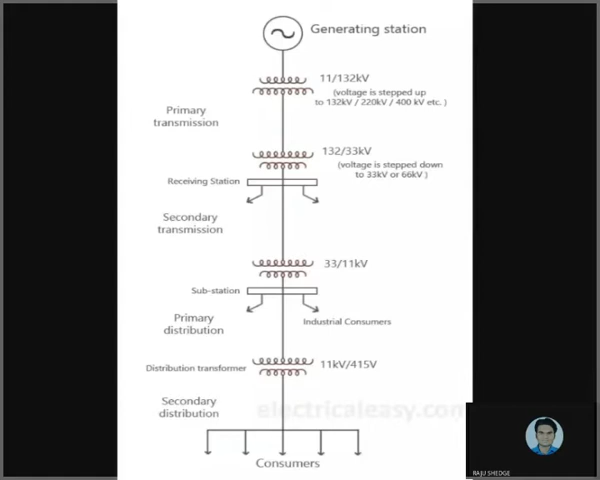 Generating station
11/132kV
(voltage is stepped up
to 132kV / 220kV / 400 kV etc. )
Primary
transmission
132/33kV
(voltage is stepped down
to 33kV or 66kV )
Receiving Station
Secondary
transmission
33/11kV
Sub-station
Primary
distribution
Industrial Consumers
Distribution transformer
11kV/415V
Secondary
distribution
electricaleasy.com
Consumers
RAJU SHEDGE